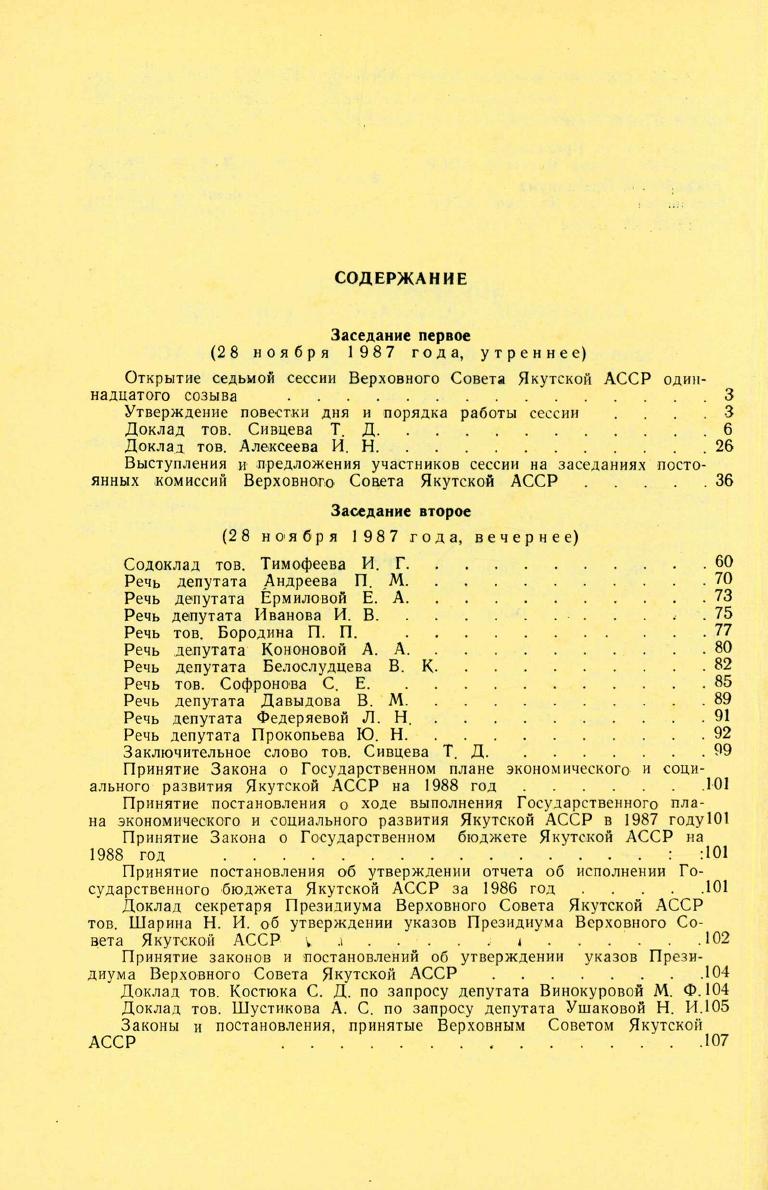 СОДЕРЖАНИЕ
Заседание первое
(28 ноября 1987 года, утреннее)
Открытие седьмой сессии Верховного Совета Якутской АССР один-
надцатого созыва . . . . . . . . . . . . . . 3
Утверждение повестки дня и порядка работы сессии . . . . 3
Доклад тов. Сивцева Т. Д. . . . . . . . . . . . 6
Доклад тов. Алексеева И. Н. . . . . . . . . . . . 26
Выступления и предложения участников сессии на заседаниях посто-
янных комиссий Верховного Совета Якутской АССР . . . . . 36
Заседание второе
(28 ноября 1987 года, вечернее)
Содоклад тов. Тимофеева И. Г. . . . . . . . . . . 60
Речь депутата Андреева П. М. . . . . . . . . . . 70
Речь депутата Ермиловой Е. А. . . . . . . . . . . 73
Речь депутата Иванова И. В. . . . . . . . . . . 75
Речь тов. Бородина П. П. . . . . . . . . . . 77
Речь депутата Кононовой А. А. . . . . . . . . . . 80
Речь депутата Белослудцева В. К. . . . . . . . . . 82
Речь тов. Софронова С. Е. . . . . . . . . . . . 85
Речь депутата Давыдова В. М. . . . . . . . . . . 89
Речь депутата Федеряевой Л. Н. . . . . . . . . . . 91
Речь депутата Прокопьева Ю. Н. . . . . . . . . . . 92
Заключительное слово тов. Сивцева Т. Д. . . . . . . . 99
Принятие Закона о Государственном плане экономического и соци-
ального развития Якутской АССР на 1988 год . . . . . . .101
Принятие постановления о ходе выполнения Государственного пла-
на экономического и социального развития Якутской АССР в 1987 году101
Принятие Закона о Государственном бюджете Якутской АССР на
1988 год . . . . . . . . . . . . . . : :101
Принятие постановления об утверждении отчета об исполнении Го-
сударственного бюджета Якутской АССР за 1986 год . . . . .101
Доклад секретаря Президиума Верховного Совета Якутской АССР
тов. Шарина Н. И. об утверждении указов Президиума Верховного Со-
вета Якутской АССР . . . . . . . . . . . . .102
Принятие законов и постановлений об утверждении указов Прези-
диума Верховного Совета Якутской АССР . . . . . . . .104
Доклад тов. Костюка С. Д. по запросу депутата Винокуровой М. Ф.104
Доклад тов. Шустикова А. С. по запросу депутата Ушаковой Н. И.105
Законы и постановления, принятые Верховным Советом Якутской
АССР . . . . . . . . . . . . . . .107